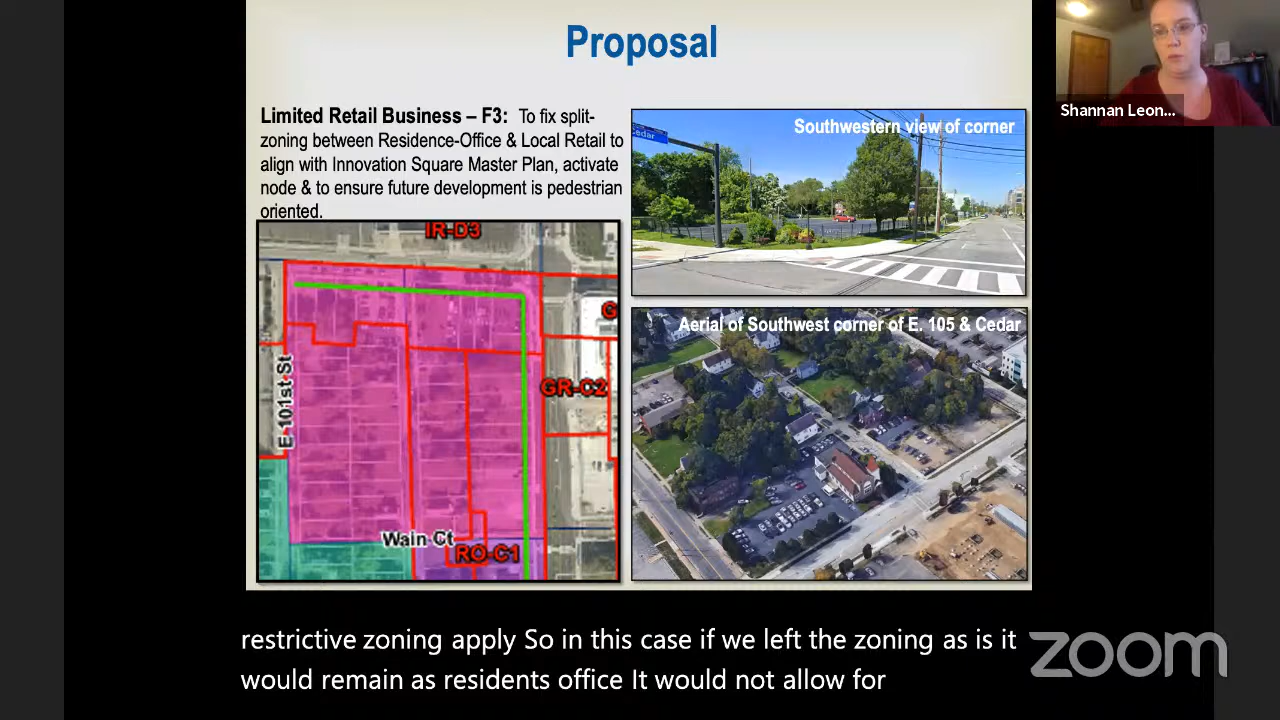 Proposal
Limited Retail Business – F3: To fix split-
zoning between Residence-Office & Local Retail to
align with Innovation Square Master Plan, activate
node & to ensure future development is pedestrian
oriented.
IR-D3
G
E 101st St
GR-C2
Wain Ct
RO-C1
Cedar
Southwestern view of corner
Aerial of Southwest corner of E. 105 & Cedar
Shannan Leon...
restrictive zoning apply So in this case if we left the zoning as is it
would remain as residents office It would not allow for
zoom